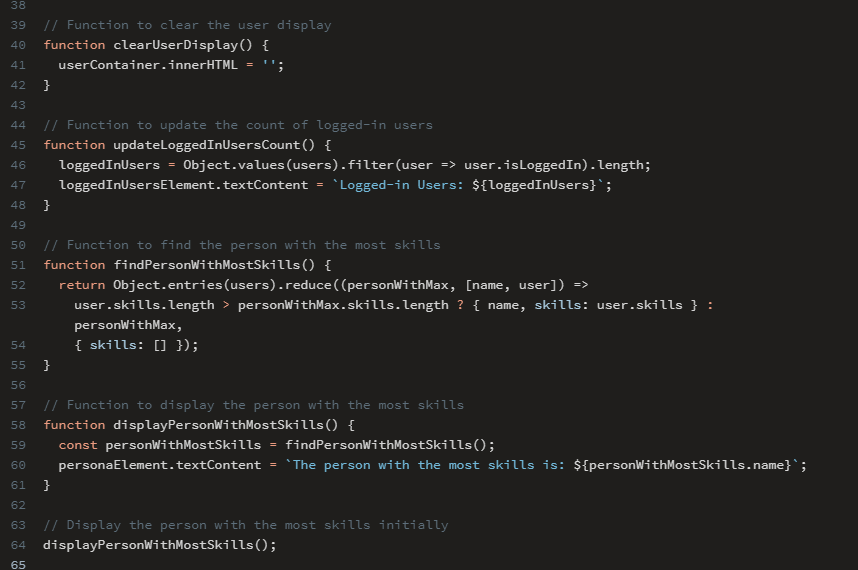 38
39 // Function to clear the user display
40 function clearUserDisplay() {
41   userContainer.innerHTML = '';
42 }
43
44 // Function to update the count of logged-in users
45 function updateLoggedInUsersCount() {
46   loggedInUsers = Object.values(users).filter(user => user.isLoggedIn).length;
47   loggedInUsersElement.textContent = `Logged-in Users: ${loggedInUsers}`;
48 }
49
50 // Function to find the person with the most skills
51 function findPersonWithMostSkills() {
52   return Object.entries(users).reduce((personWithMax, [name, user]) =>
53     user.skills.length > personWithMax.skills.length ? { name, skills: user.skills } :
    personWithMax,
54     { skills: [] });
55 }
56
57 // Function to display the person with the most skills
58 function displayPersonWithMostSkills() {
59   const personWithMostSkills = findPersonWithMostSkills();
60   personaElement.textContent = `The person with the most skills is: ${personWithMostSkills.name}`;
61 }
62
63 // Display the person with the most skills initially
64 displayPersonWithMostSkills();
65